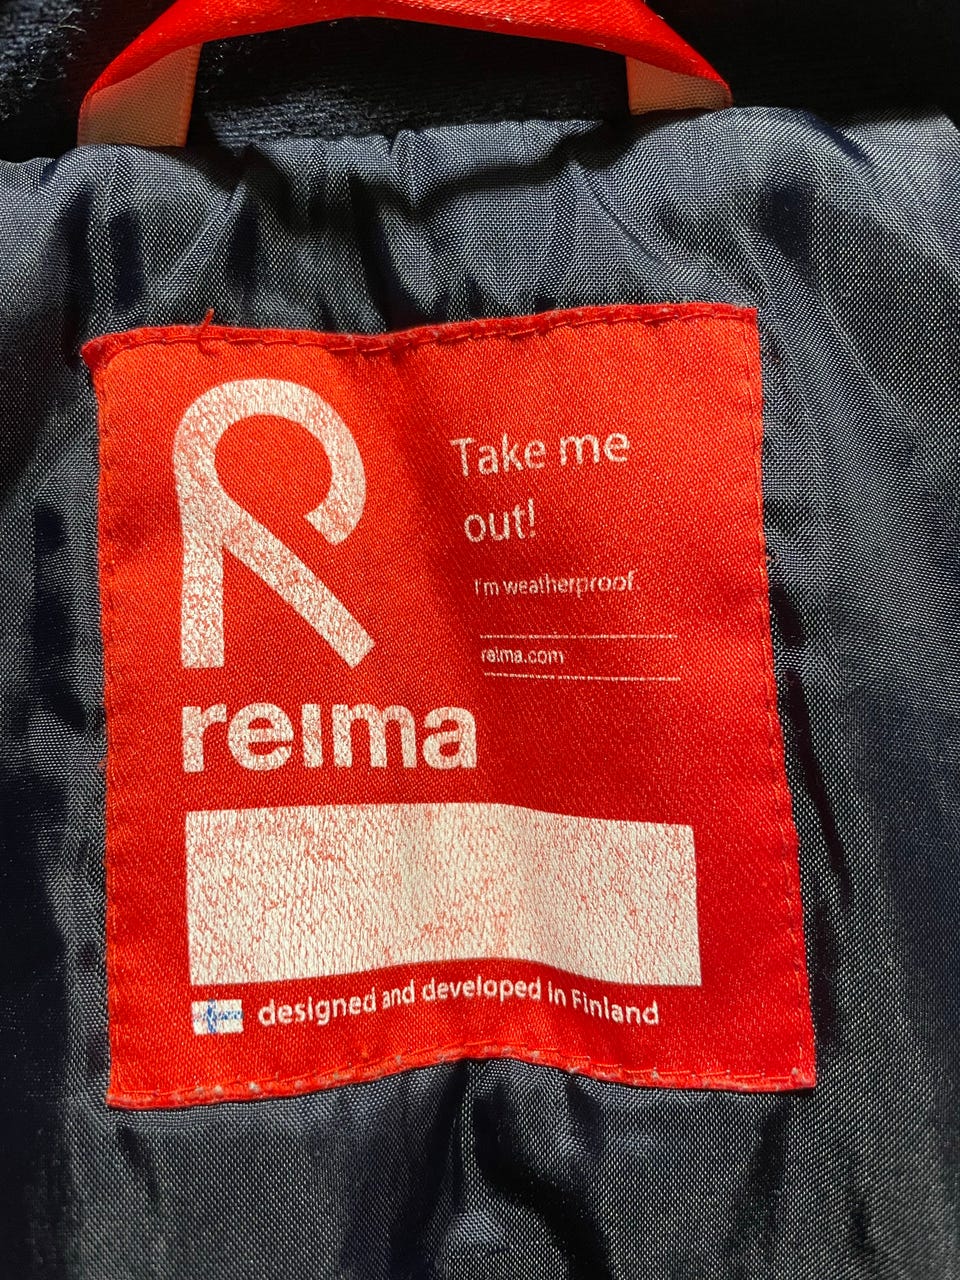 Take me
out!
I'm weatherproof
reima.com
reima
designed and developed in Finland